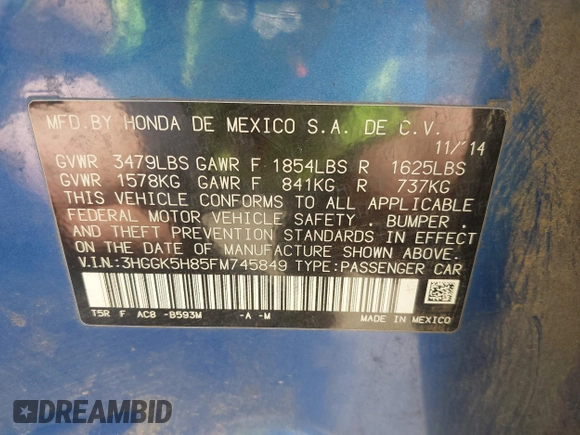 MFD.BY HONDA DE MEXICO S.A. DE C.V.
11/'14
GVWR 3479LBS GAWR F 1854LBS R 1625LBS
GVWR 1578KG GAWR F 841KG R 737KG
THIS VEHICLE CONFORMS TO ALL APPLICABLE
FEDERAL MOTOR VEHICLE SAFETY . BUMPER .
AND THEFT PREVENTION STANDARDS IN EFFECT
ON THE DATE OF MANUFACTURE SHOWN ABOVE.
V.I.N.:3HGGK5H85FM745849 TYPE:PASSENGER CAR
T5R F AC8 -B593M -A -M MADE IN MEXICO
DREAMBID